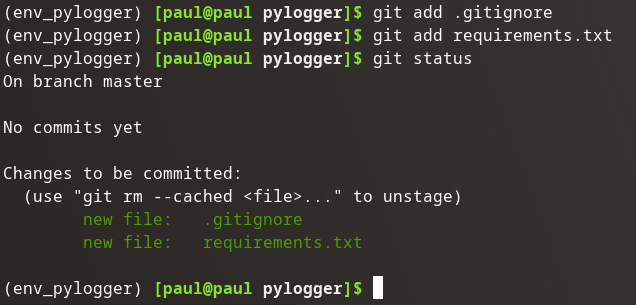 (env_pylogger) [paul@paul pylogger]$ git add .gitignore
(env_pylogger) [paul@paul pylogger]$ git add requirements.txt
(env_pylogger) [paul@paul pylogger]$ git status
On branch master
No commits yet
Changes to be committed:
(use "git rm --cached <file>..." to unstage)
new file: .gitignore
new file: requirements.txt
(env_pylogger) [paul@paul pylogger]$